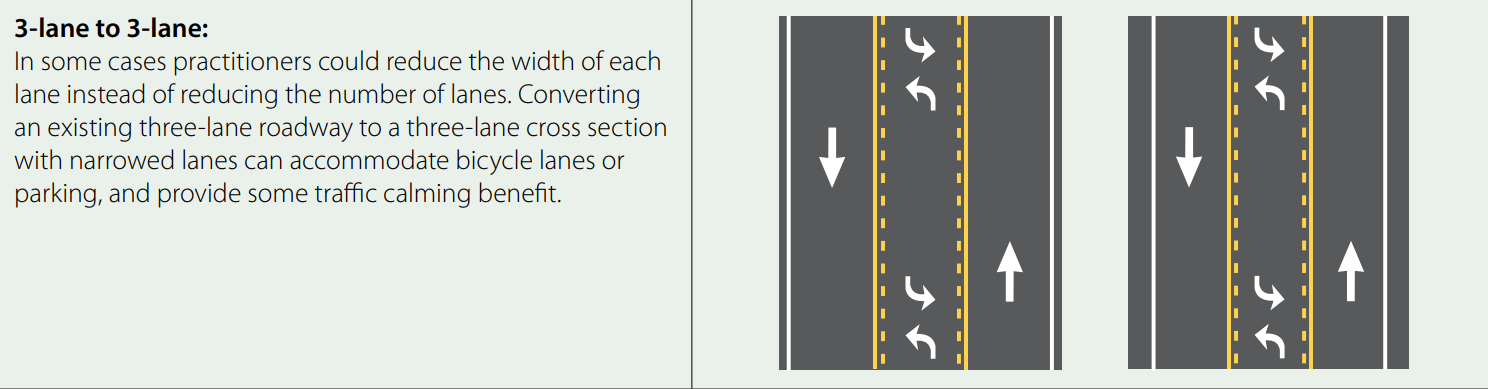 3-lane to 3-lane:
In some cases practitioners could reduce the width of each
lane instead of reducing the number of lanes. Converting
an existing three-lane roadway to a three-lane cross section
with narrowed lanes can accommodate bicycle lanes or
parking, and provide some traffic calming benefit.